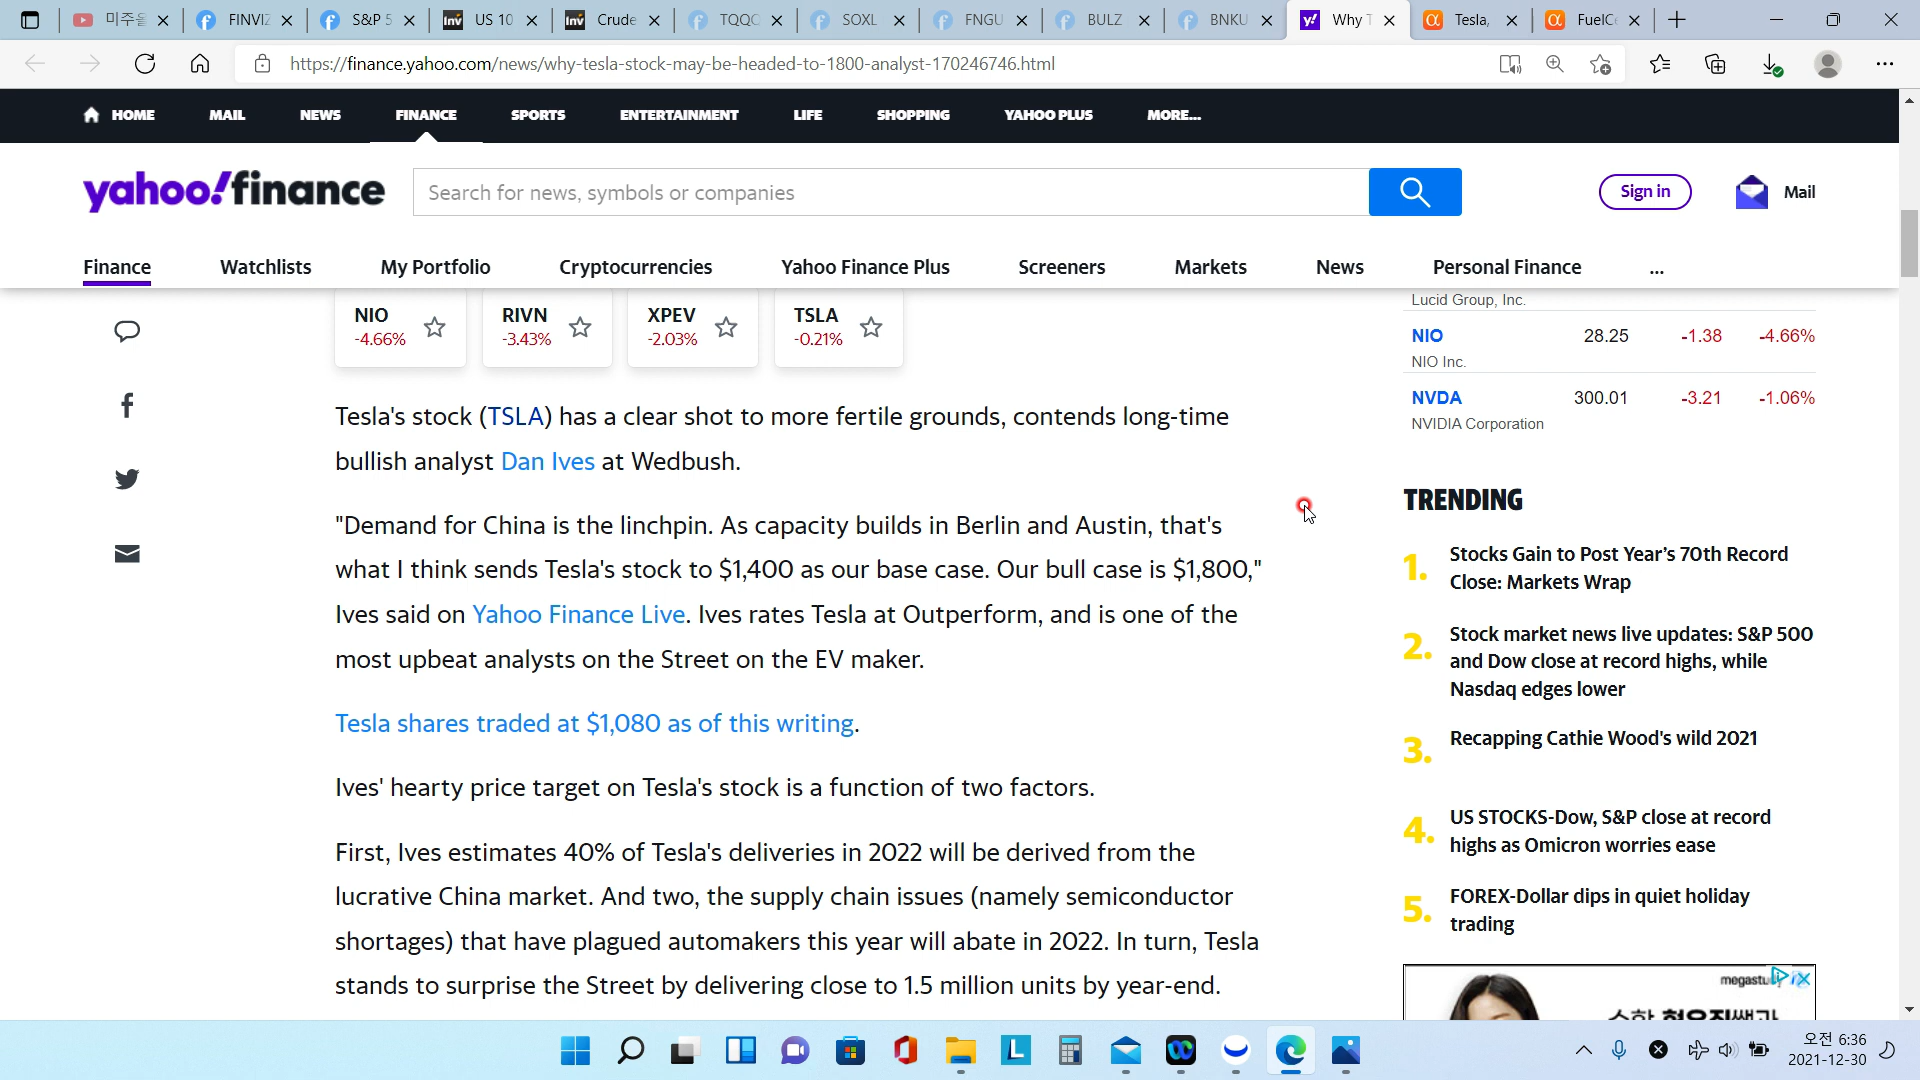 미주
FINVIZ
S&P 5
US 10
Crude
TQQQ
SOXL
FNGU
BULZ
BNKU
Why T
Tesla,
FuelCe
https://finance.yahoo.com/news/why-tesla-stock-may-be-headed-to-1800-analyst-170246746.html
HOME MAIL NEWS FINANCE SPORTS ENTERTAINMENT LIFE SHOPPING YAHOO PLUS MORE...
yahoo!finance
Search for news, symbols or companies
Sign in
Mail
Finance Watchlists My Portfolio Cryptocurrencies Yahoo Finance Plus Screeners Markets News Personal Finance ...
NIO
-4.66%
RIVN
-3.43%
XPEV
-2.03%
TSLA
-0.21%
Tesla's stock (TSLA) has a clear shot to more fertile grounds, contends long-time
bullish analyst Dan Ives at Wedbush.
"Demand for China is the linchpin. As capacity builds in Berlin and Austin, that's
what I think sends Tesla's stock to $1,400 as our base case. Our bull case is $1,800,"
Ives said on Yahoo Finance Live. Ives rates Tesla at Outperform, and is one of the
most upbeat analysts on the Street on the EV maker.
Tesla shares traded at $1,080 as of this writing.
Ives' hearty price target on Tesla's stock is a function of two factors.
First, Ives estimates 40% of Tesla's deliveries in 2022 will be derived from the
lucrative China market. And two, the supply chain issues (namely semiconductor
shortages) that have plagued automakers this year will abate in 2022. In turn, Tesla
stands to surprise the Street by delivering close to 1.5 million units by year-end.
Lucid Group, Inc.
NIO 28.25 -1.38 -4.66%
NIO Inc.
NVDA 300.01 -3.21 -1.06%
NVIDIA Corporation
TRENDING
1. Stocks Gain to Post Year's 70th Record
Close: Markets Wrap
2. Stock market news live updates: S&P 500
and Dow close at record highs, while
Nasdaq edges lower
3. Recapping Cathie Wood's wild 2021
4. US STOCKS-Dow, S&P close at record
highs as Omicron worries ease
5. FOREX-Dollar dips in quiet holiday
trading
오전 6:36
2021-12-30